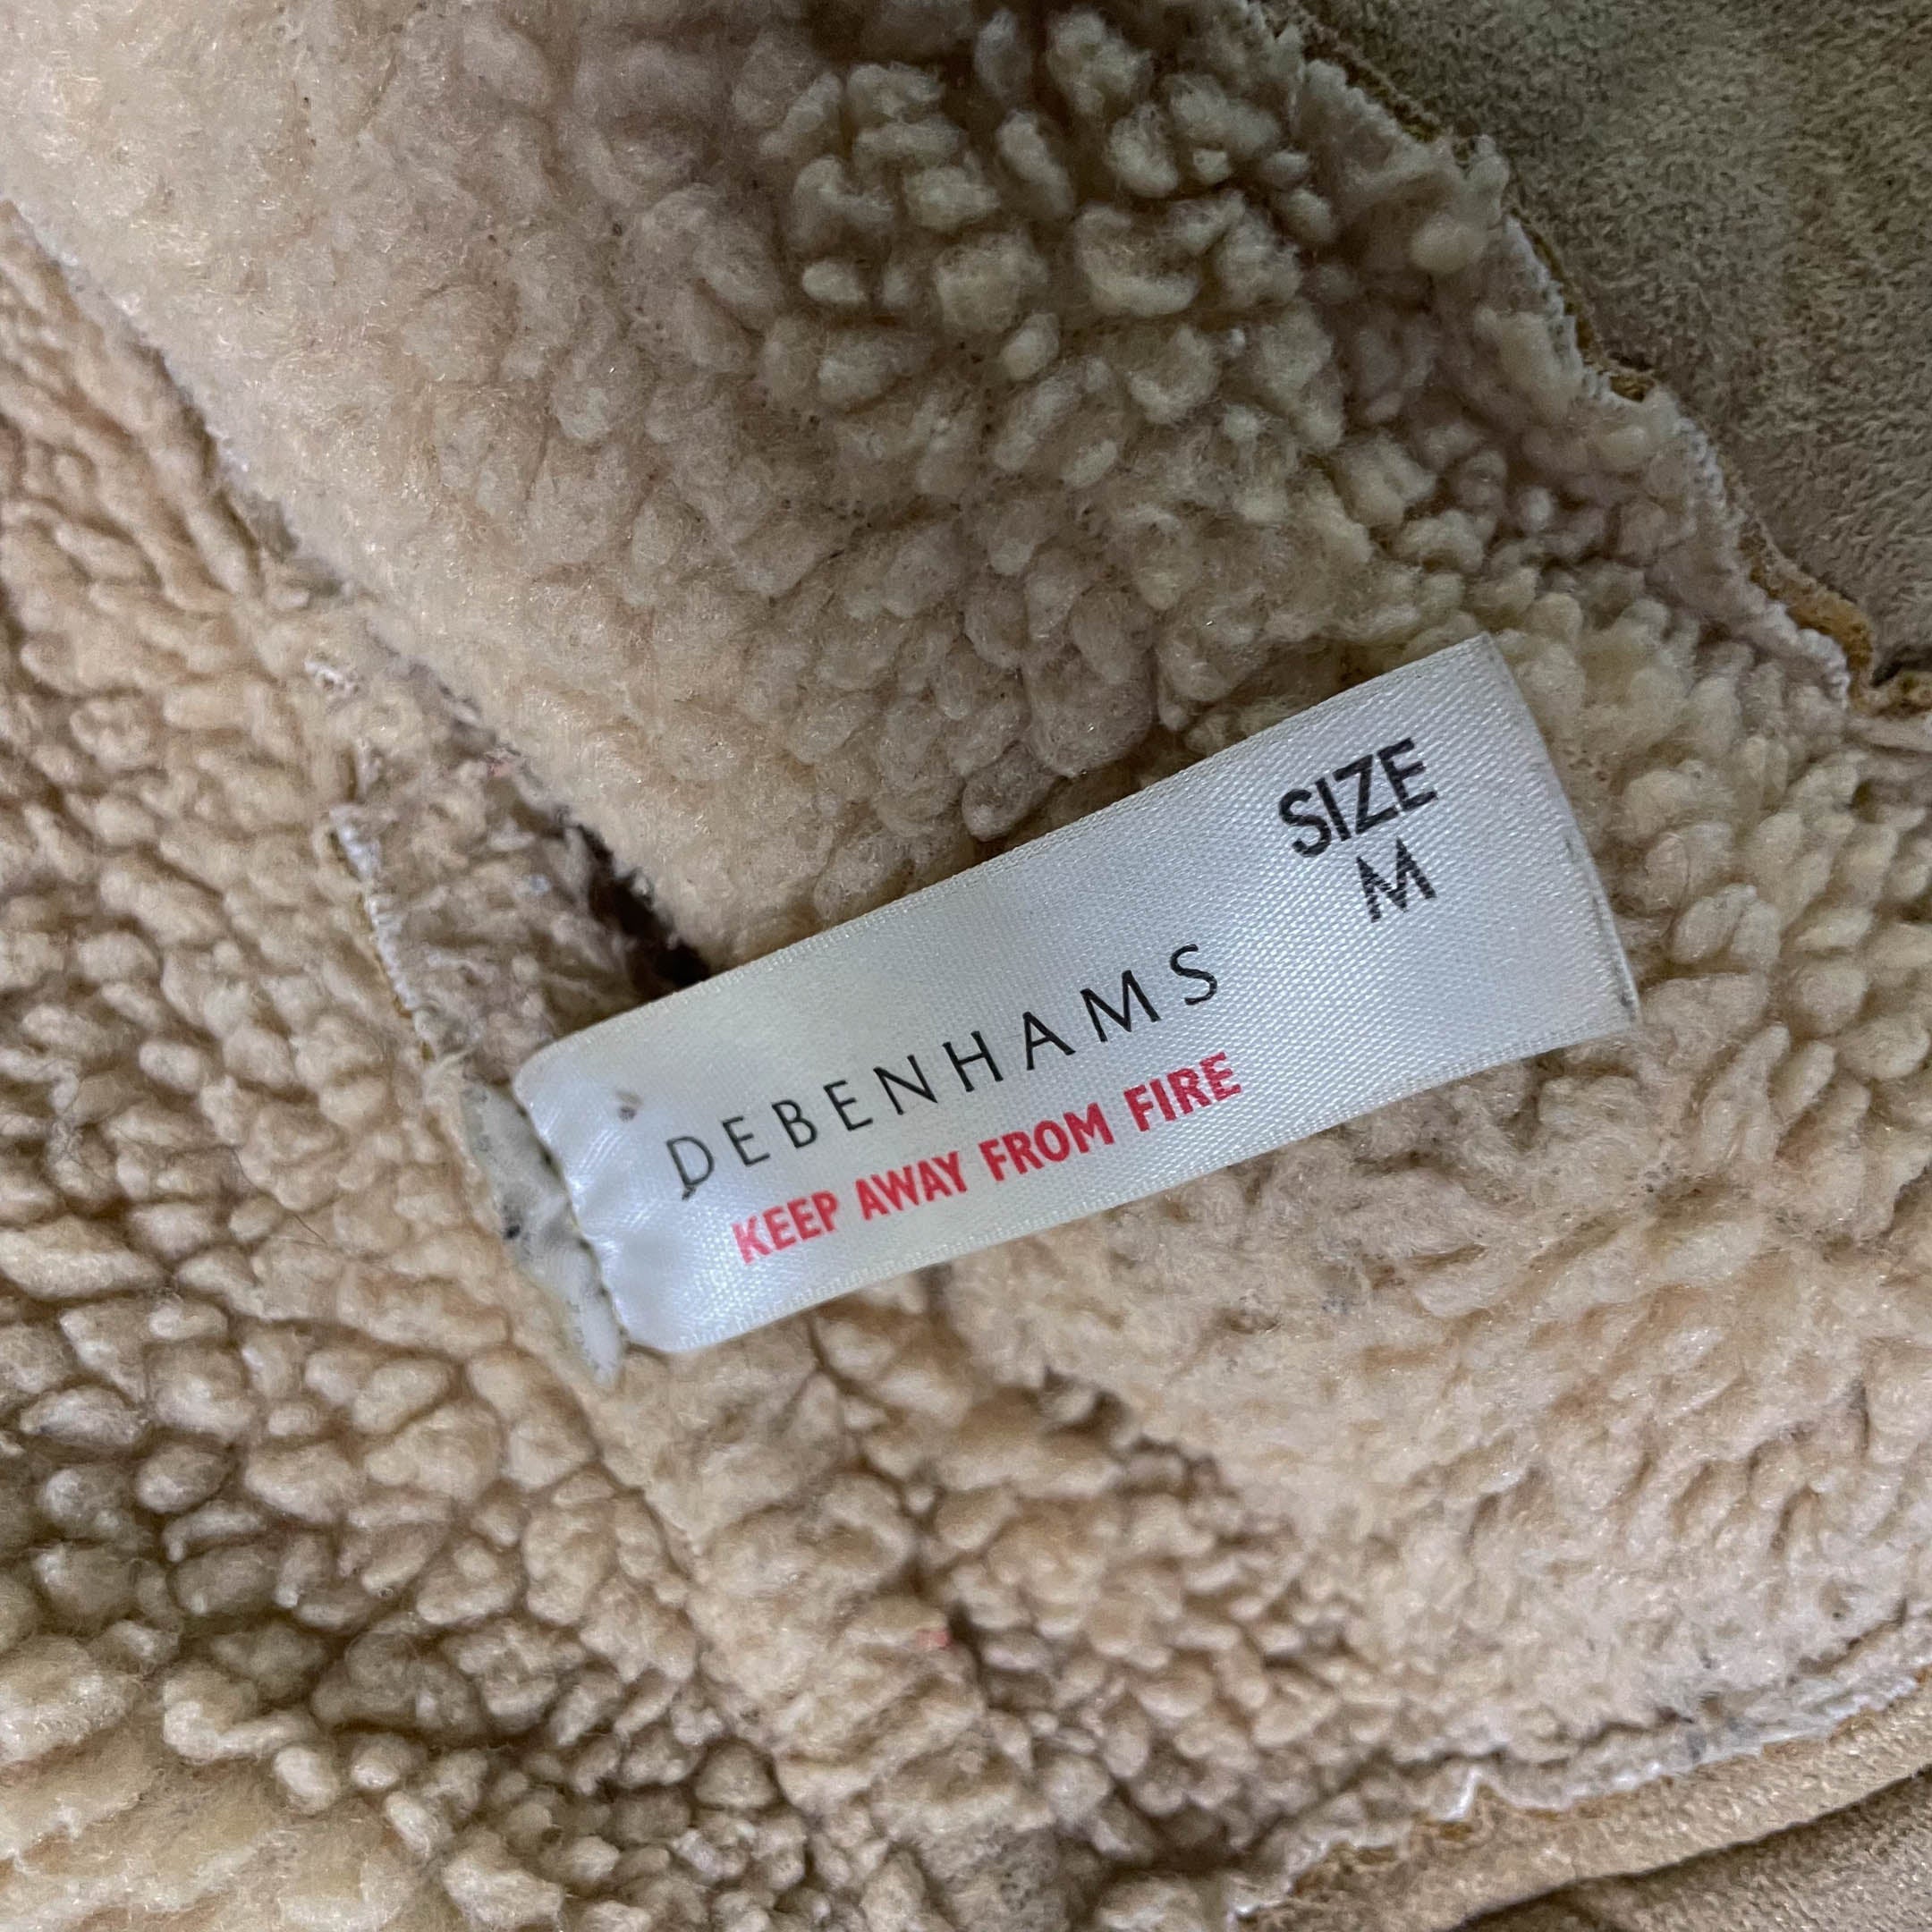 SIZE
M
DEBENHAMS
KEEP AWAY FROM FIRE